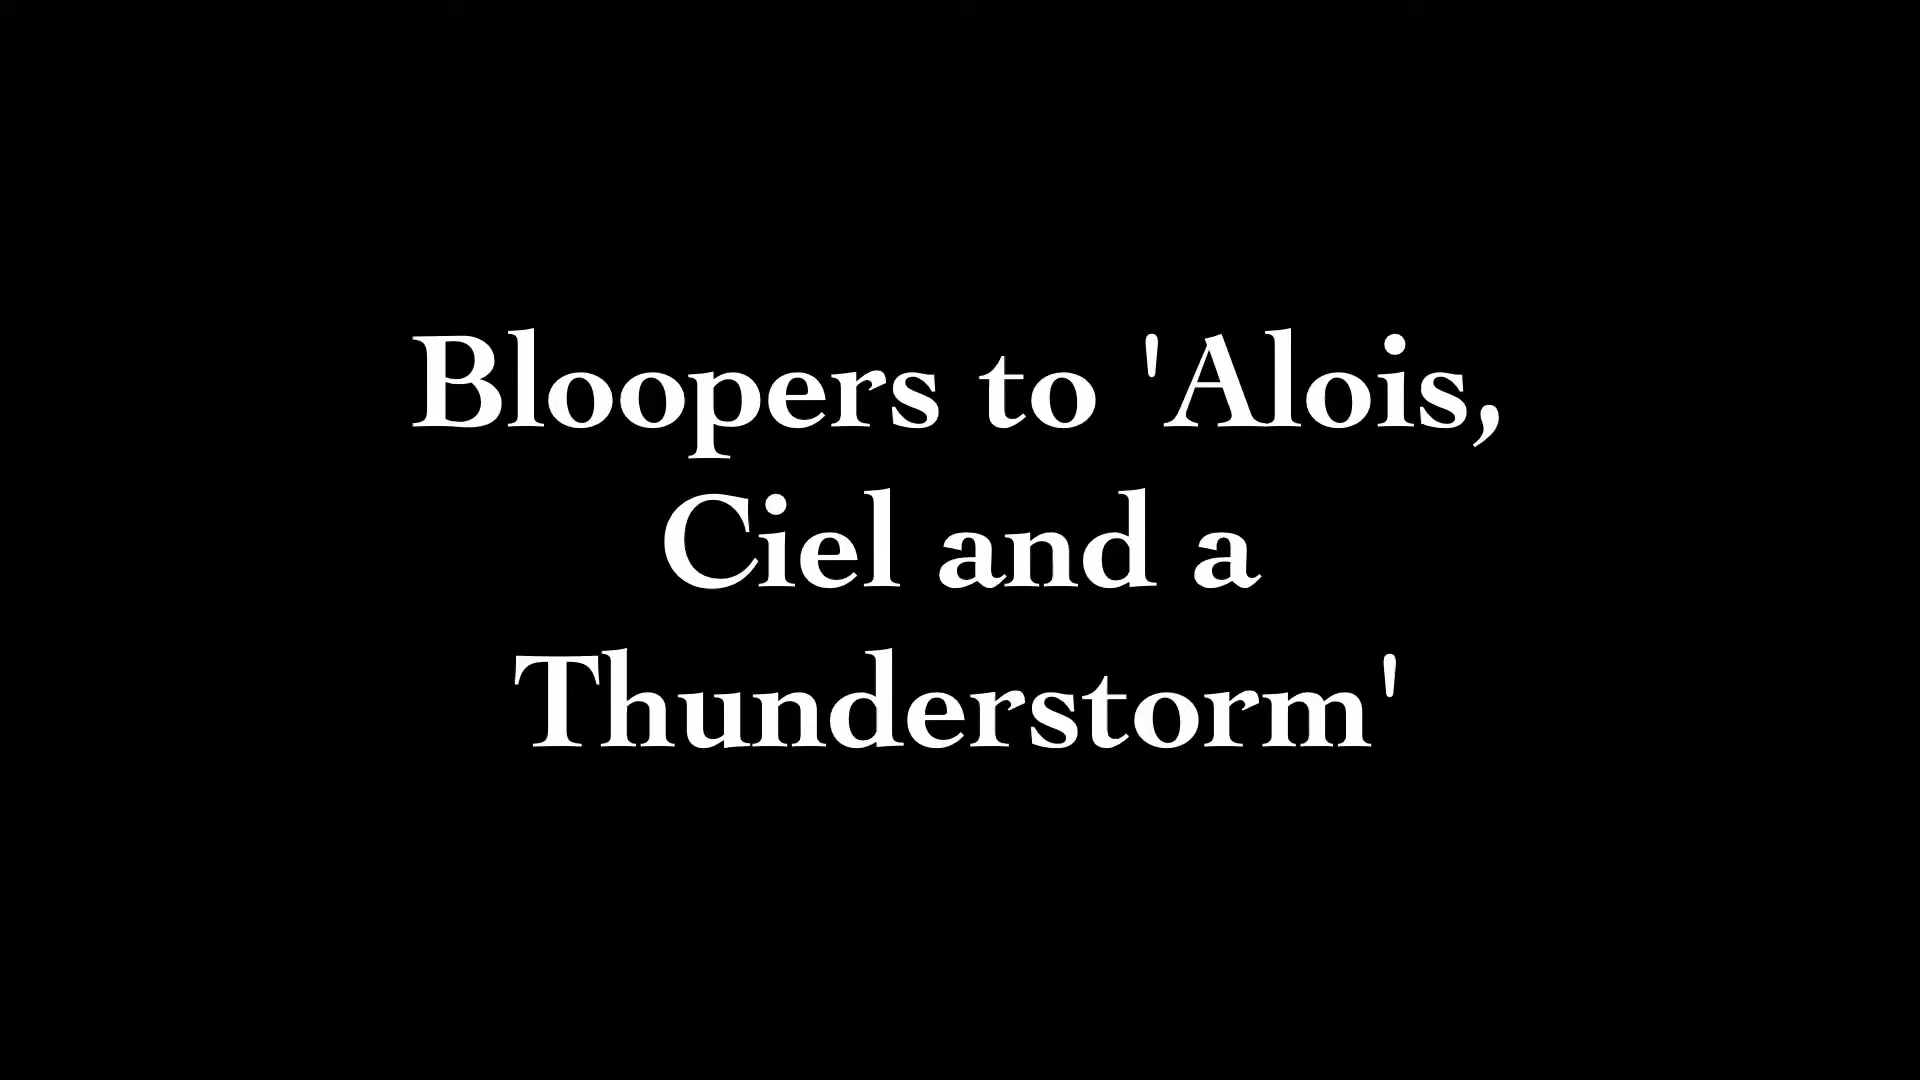 Bloopers to 'Alois,
Ciel and a
Thunderstorm'